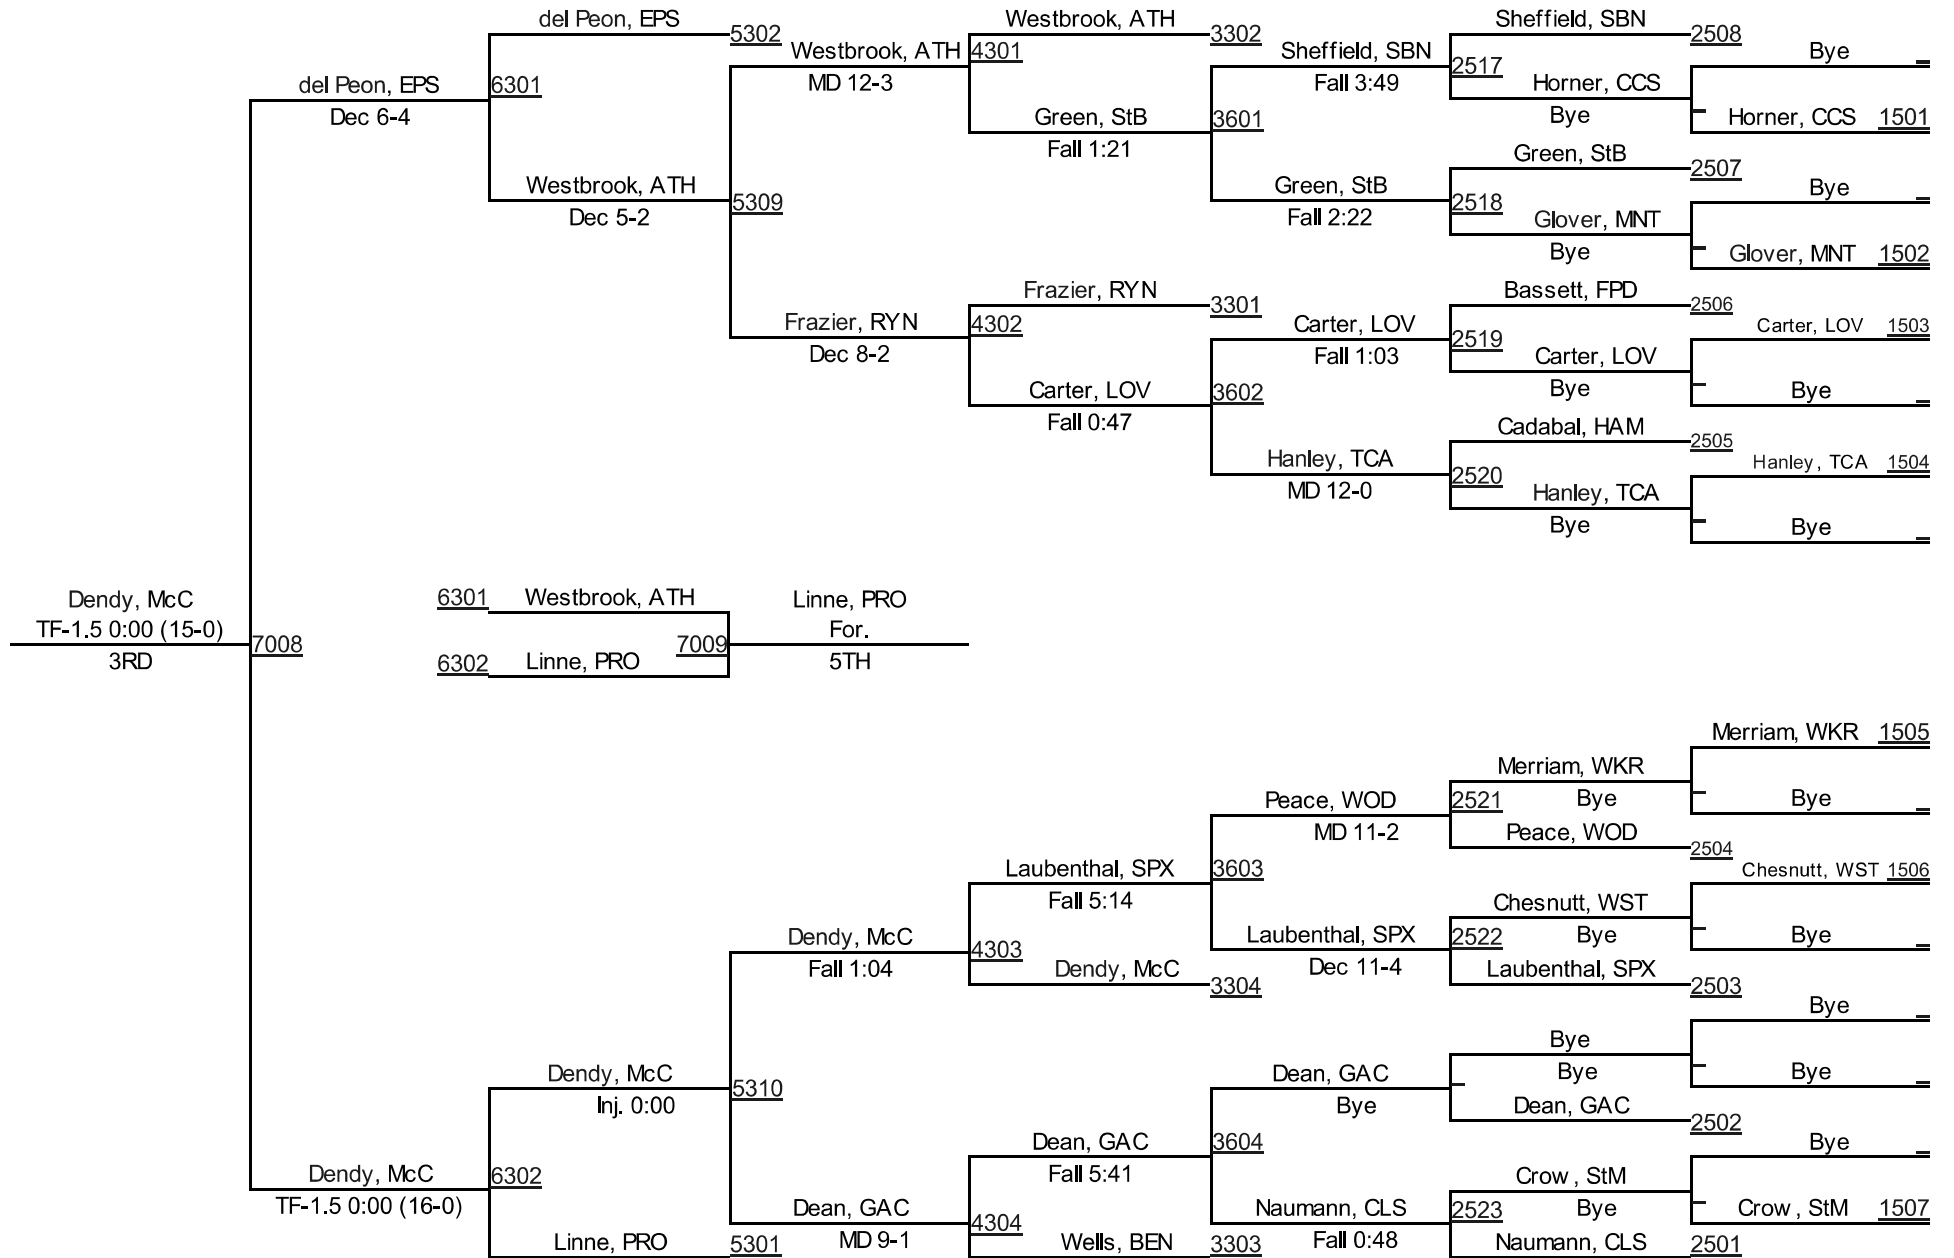 del Peon, EPS
5302
Westbrook, ATH
3302
Sheffield, SBN
2508
Bye
Westbrook, ATH
4301
Sheffield, SBN
2517
MD 12-3
Fall 3:49
Horner, CCS
Bye
Horner, CCS 1501
del Peon, EPS
6301
Dec 6-4
Green, StB
3601
Fall 1:21
Green, StB
2507
Bye
Westbrook, ATH
5309
Dec 5-2
Green, StB
2518
Fall 2:22
Glover, MNT
Bye
Glover, MNT 1502
Frazier, RYN
3301
Bassett, FPD
2506
Frazier, RYN
4302
Dec 8-2
Carter, LOV
2519
Fall 1:03
Carter, LOV 1503
Carter, LOV
Bye
Bye
Carter, LOV
3602
Fall 0:47
Cadabal, HAM
2505
Hanley, TCA
2520
MD 12-0
Hanley, TCA 1504
Hanley, TCA
Bye
Bye
Dendy, McC
TF-1.5 0:00 (15-0)
7008
3RD
6301 Westbrook, ATH
6302 Linne, PRO
7009
Linne, PRO
For.
5TH
Merriam, WKR 1505
Merriam, WKR
Bye
Bye
Peace, WOD
2521
MD 11-2
Peace, WOD
2504
Laubenthal, SPX
3603
Fall 5:14
Chesnutt, WST 1506
Chesnutt, WST
Bye
Bye
Dendy, McC
4303
Fall 1:04
Laubenthal, SPX
2522
Dec 11-4
Dendy, McC
3304
Laubenthal, SPX
2503
Bye
Bye
Bye
Bye
Dendy, McC
5310
Inj. 0:00
Dean, GAC
Bye
Dean, GAC
2502
Dean, GAC
3604
Fall 5:41
Bye
Dendy, McC
6302
TF-1.5 0:00 (16-0)
Crow, StM
Bye
Crow, StM 1507
Dean, GAC
4304
MD 9-1
Naumann, CLS
2523
Fall 0:48
Linne, PRO
5301
Wells, BEN
3303
Naumann, CLS
2501